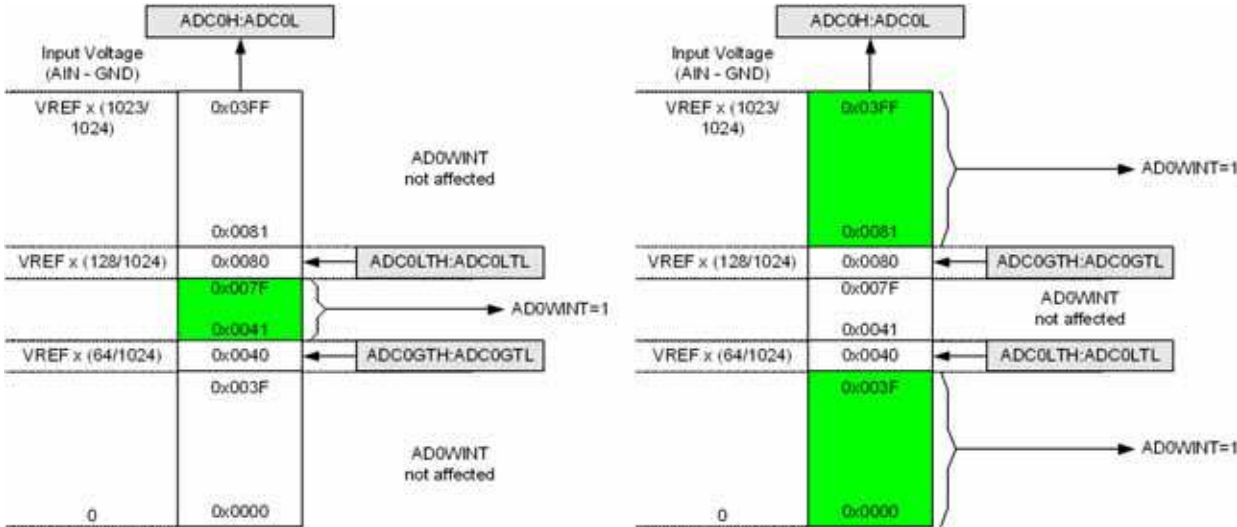 ADC0H:ADC0L
Input Voltage
(AIN - GND)
VREF x (1023/
1024)
0x03FF
AD0WINT
not affected
0x0081
VREF x (128/1024)
0x0080
ADC0LTH:ADC0LTL
0x007F
AD0WINT=1
0x0041
VREF x (64/1024)
0x0040
ADC0GTH:ADC0GTL
0x003F
AD0WINT
not affected
0
0x0000
ADC0H:ADC0L
Input Voltage
(AIN - GND)
VREF x (1023/
1024)
0x03FF
AD0WINT=1
0x0081
VREF x (128/1024)
0x0080
ADC0GTH:ADC0GTL
0x007F
AD0WINT
not affected
0x0041
VREF x (64/1024)
0x0040
ADC0LTH:ADC0LTL
0x003F
AD0WINT=1
0
0x0000